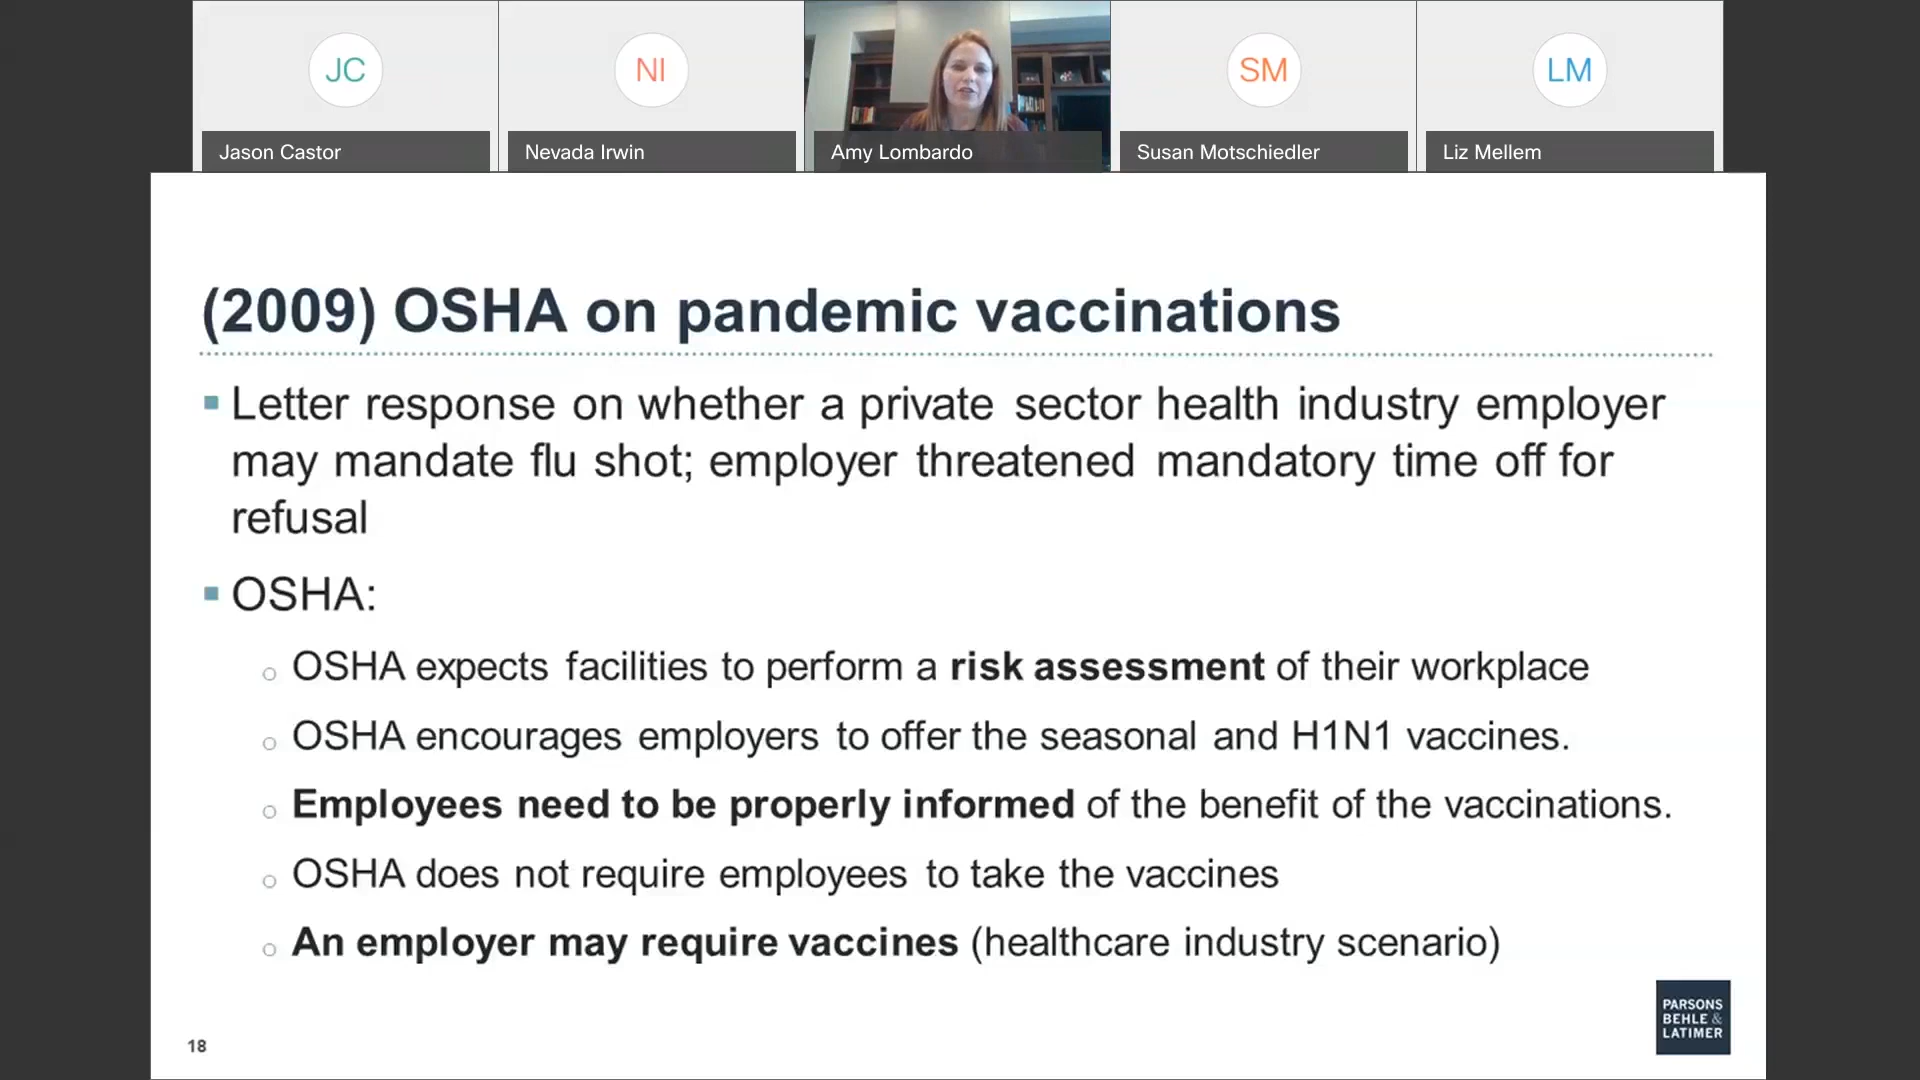 JC
NI
SM
LM
Jason Castor
Nevada Irwin
Amy Lombardo
Susan Motschiedler
Liz Mellem
(2009) OSHA on pandemic vaccinations
Letter response on whether a private sector health industry employer
may mandate flu shot; employer threatened mandatory time off for
refusal
OSHA:
OSHA expects facilities to perform a risk assessment of their workplace
OSHA encourages employers to offer the seasonal and H1N1 vaccines.
Employees need to be properly informed of the benefit of the vaccinations.
OSHA does not require employees to take the vaccines
An employer may require vaccines (healthcare industry scenario)
PARSONS
BEHLE &
LATIMER
18